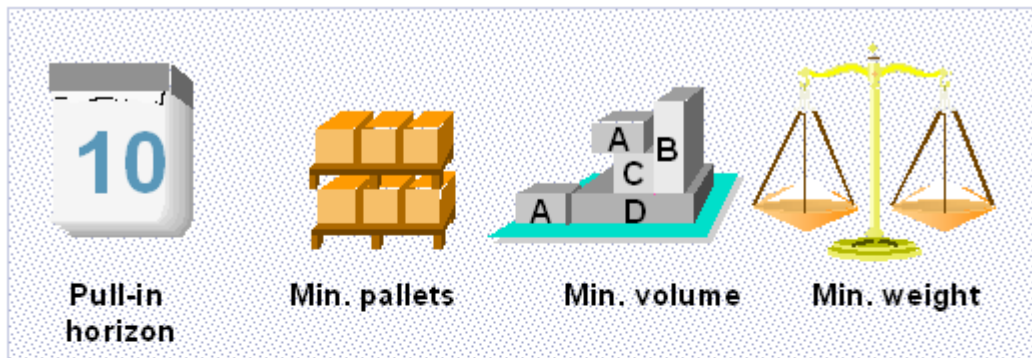 10
A
B
C
A
D
Pull-in
horizon
Min. pallets
Min. volume
Min. weight